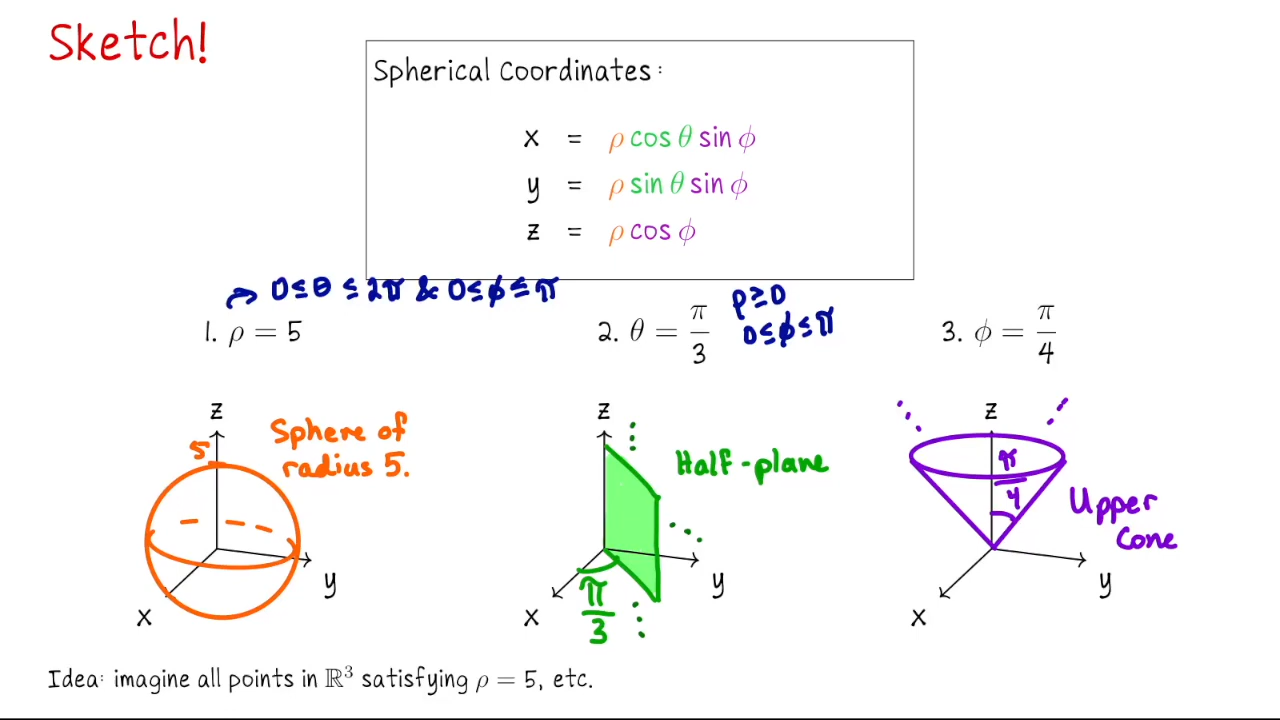 Sketch!
Spherical Coordinates:
x = ρ cos θ sin ϕ
y = ρ sin θ sin ϕ
z = ρ cos ϕ
→ 0 ≤ θ ≤ 2π & 0 ≤ ϕ ≤ π
1. ρ = 5
2. θ = π/3
ρ ≥ 0
0 ≤ ϕ ≤ π
3. ϕ = π/4
z
5
Sphere of
radius 5.
y
x
z
Half-plane
y
π/3
x
z
π/4
Upper
Cone
y
x
Idea: imagine all points in ℝ³ satisfying ρ = 5, etc.